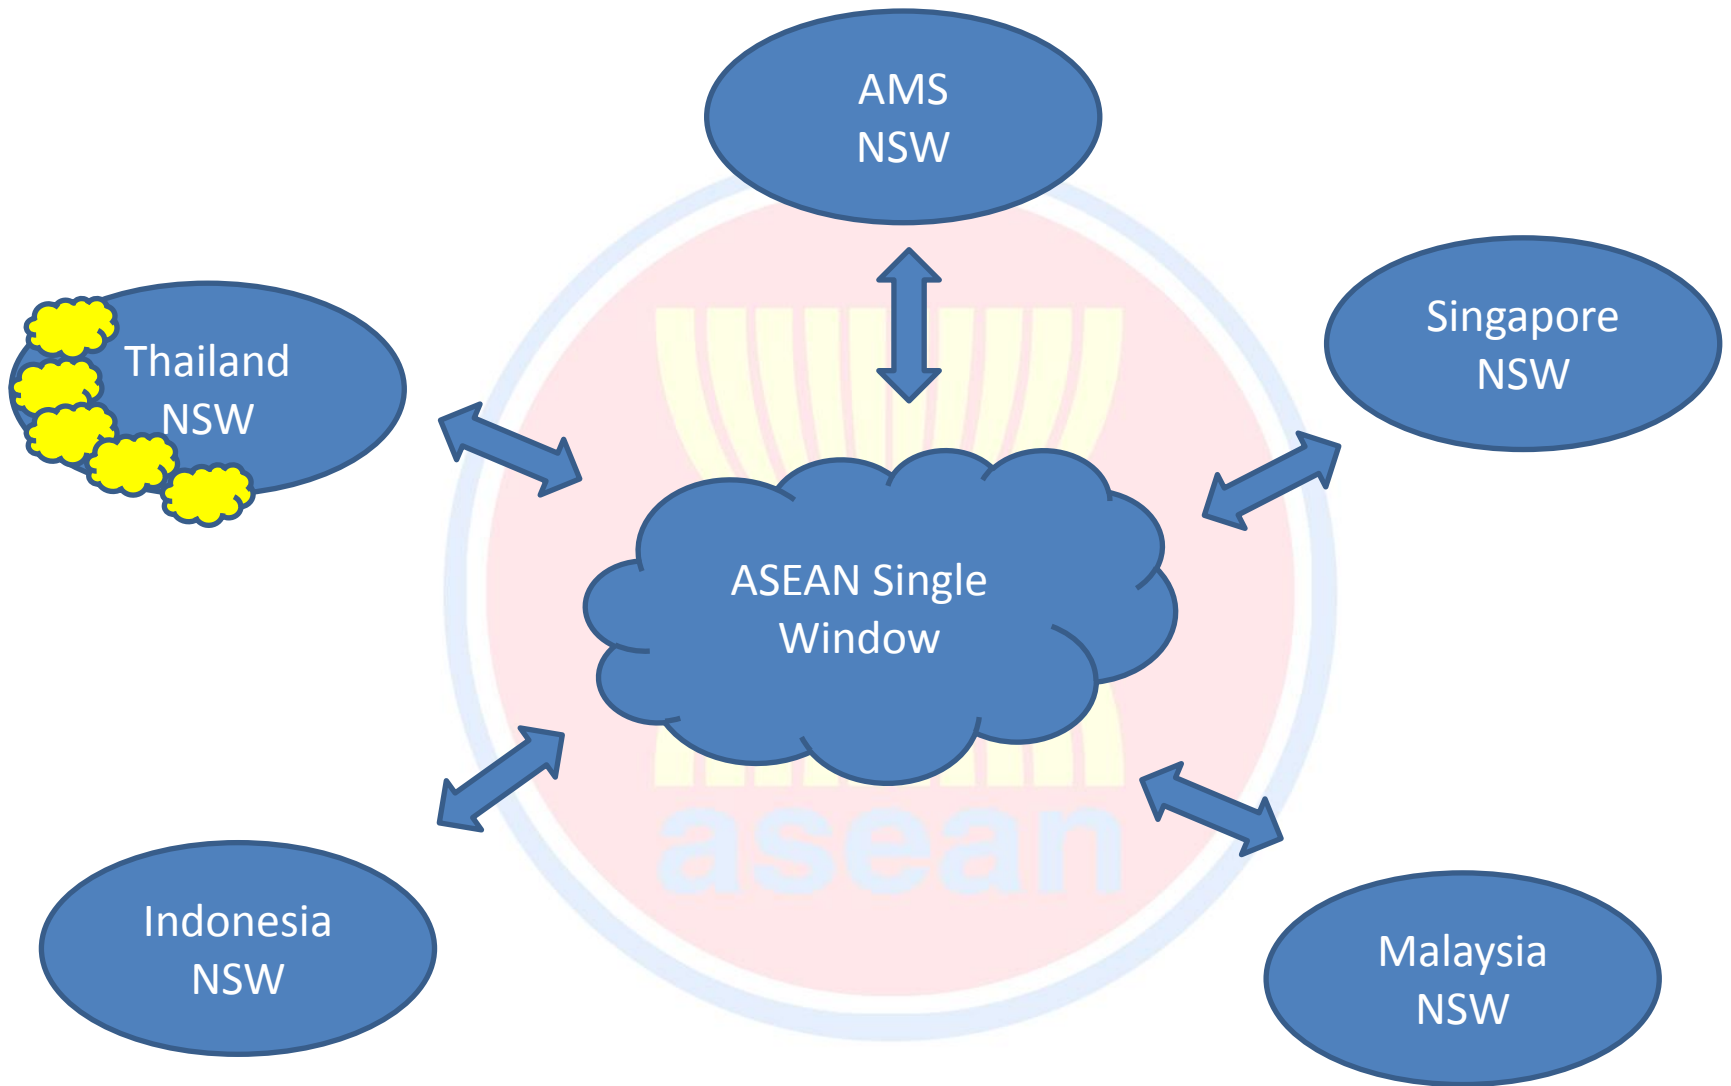 AMS
NSW
Singapore
NSW
Thailand
NSW
ASEAN Single
Window
asean
Indonesia
NSW
Malaysia
NSW